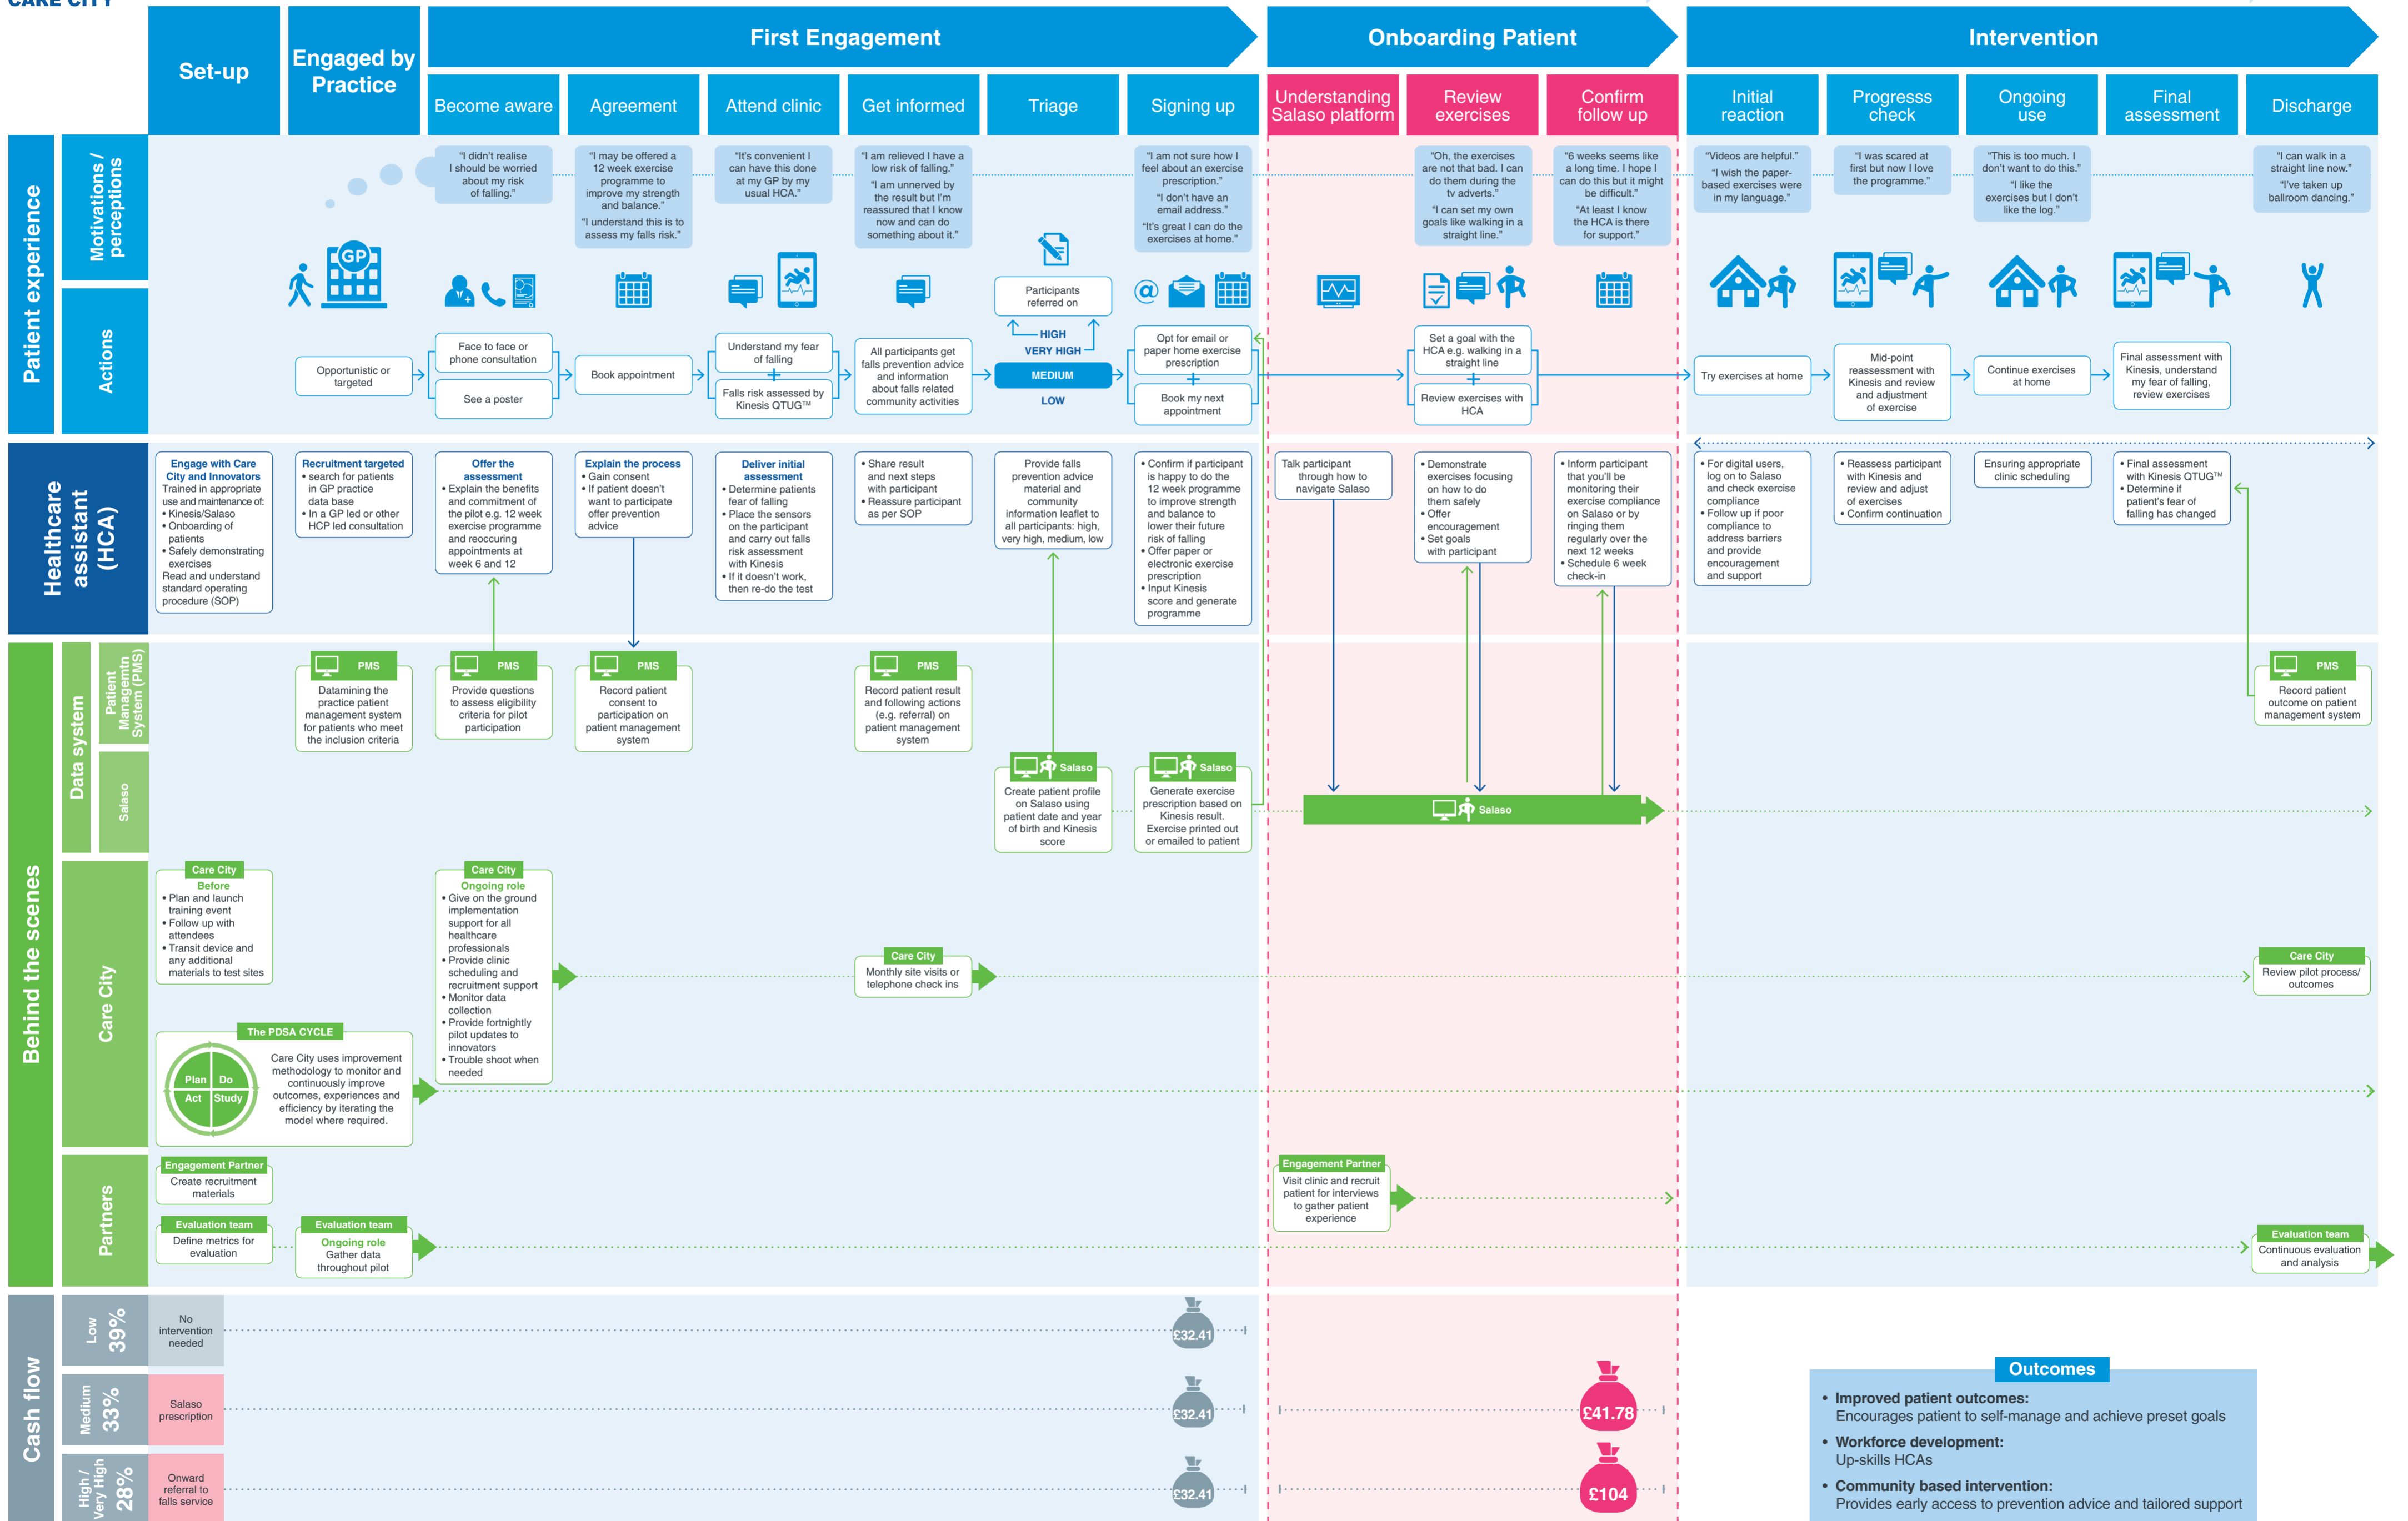 CARE CITY
Set-up
Engaged by
Practice
First Engagement
Onboarding Patient
Intervention
Become aware
Agreement
Attend clinic
Get informed
Triage
Signing up
Understanding
Salaso platform
Review
exercises
Confirm
follow up
Initial
reaction
Progresss
check
Ongoing
use
Final
assessment
Discharge
Patient experience
Motivations /
perceptions
“I didn’t realise
I should be worried
about my risk
of falling.”
“I may be offered a
12 week exercise
programme to
improve my strength
and balance.”
“I understand this is to
assess my falls risk.”
“It’s convenient I
can have this done
at my GP by my
usual HCA.”
“I am relieved I have a
low risk of falling.”
“I am unnerved by
the result but I’m
reassured that I know
now and can do
something about it.”
“I am not sure how I
feel about an exercise
prescription.”
“I don’t have an
email address.”
“It’s great I can do the
exercises at home.”
“Oh, the exercises
are not that bad. I can
do them during the
tv adverts.”
“I can set my own
goals like walking in a
straight line.”
“6 weeks seems like
a long time. I hope I
can do this but it might
be difficult.”
“At least I know
the HCA is there
for support.”
“Videos are helpful.”
“I wish the paper-
based exercises were
in my language.”
“I was scared at
first but now I love
the programme.”
“This is too much. I
don’t want to do this.”
“I like the
exercises but I don’t
like the log.”
“I can walk in a
straight line now.”
“I’ve taken up
ballroom dancing.”
GP
@
Actions
Opportunistic or
targeted
Face to face or
phone consultation
See a poster
Book appointment
Understand my fear
of falling
+
Falls risk assessed by
Kinesis QTUG™
All participants get
falls prevention advice
and information
about falls related
community activities
Participants
referred on
HIGH
VERY HIGH
MEDIUM
LOW
Opt for email or
paper home exercise
prescription
+
Book my next
appointment
Set a goal with the
HCA e.g. walking in a
straight line
+
Review exercises with
HCA
Try exercises at home
Mid-point
reassessment with
Kinesis and review
and adjustment
of exercise
Continue exercises
at home
Final assessment with
Kinesis, understand
my fear of falling,
review exercises
Healthcare
assistant
(HCA)
Engage with Care
City and Innovators
Trained in appropriate
use and maintenance of:
• Kinesis/Salaso
• Onboarding of
patients
• Safely demonstrating
exercises
Read and understand
standard operating
procedure (SOP)
Recruitment targeted
• search for patients
in GP practice
data base
• In a GP led or other
HCP led consultation
Offer the
assessment
• Explain the benefits
and commitment of
the pilot e.g. 12 week
exercise programme
and reoccuring
appointments at
week 6 and 12
Explain the process
• Gain consent
• If patient doesn’t
want to participate
offer prevention
advice
Deliver initial
assessment
• Determine patients
fear of falling
• Place the sensors
on the participant
and carry out falls
risk assessment
with Kinesis
• If it doesn’t work,
then re-do the test
• Share result
and next steps
with participant
• Reassure participant
as per SOP
Provide falls
prevention advice
material and
community
information leaflet to
all participants: high,
very high, medium, low
• Confirm if participant
is happy to do the
12 week programme
to improve strength
and balance to
lower their future
risk of falling
• Offer paper or
electronic exercise
prescription
• Input Kinesis
score and generate
programme
Talk participant
through how to
navigate Salaso
• Demonstrate
exercises focusing
on how to do
them safely
• Offer
encouragement
• Set goals
with participant
• Inform participant
that you’ll be
monitoring their
exercise compliance
on Salaso or by
ringing them
regularly over the
next 12 weeks
• Schedule 6 week
check-in
• For digital users,
log on to Salaso
and check exercise
compliance
• Follow up if poor
compliance to
address barriers
and provide
encouragement
and support
• Reassess participant
with Kinesis and
review and adjust
of exercises
• Confirm continuation
Ensuring appropriate
clinic scheduling
• Final assessment
with Kinesis QTUG™
• Determine if
patient’s fear of
falling has changed
Behind the scenes
Data system
Patient
Managemtn
System (PMS)
PMS
Datamining the
practice patient
management system
for patients who meet
the inclusion criteria
PMS
Provide questions
to assess eligibility
criteria for pilot
participation
PMS
Record patient
consent to
participation on
patient management
system
PMS
Record patient result
and following actions
(e.g. referral) on
patient management
system
PMS
Record patient
outcome on patient
management system
Salaso
Salaso
Create patient profile
on Salaso using
patient date and year
of birth and Kinesis
score
Salaso
Generate exercise
prescription based on
Kinesis result.
Exercise printed out
or emailed to patient
Salaso
Care City
Care City
Before
• Plan and launch
training event
• Follow up with
attendees
• Transit device and
any additional
materials to test sites
Care City
Ongoing role
• Give on the ground
implementation
support for all
healthcare
professionals
• Provide clinic
scheduling and
recruitment support
• Monitor data
collection
• Provide fortnightly
pilot updates to
innovators
• Trouble shoot when
needed
Care City
Monthly site visits or
telephone check ins
Care City
Review pilot process/
outcomes
The PDSA CYCLE
Plan Do
Act Study
Care City uses improvement
methodology to monitor and
continuously improve
outcomes, experiences and
efficiency by iterating the
model where required.
Partners
Engagement Partner
Create recruitment
materials
Engagement Partner
Visit clinic and recruit
patient for interviews
to gather patient
experience
Evaluation team
Define metrics for
evaluation
Evaluation team
Ongoing role
Gather data
throughout pilot
Evaluation team
Continuous evaluation
and analysis
Cash flow
Low
39%
No
intervention
needed
£32.41
Medium
33%
Salaso
prescription
£32.41
£41.78
High /
Very High
28%
Onward
referral to
falls service
£32.41
£104
Outcomes
• Improved patient outcomes:
Encourages patient to self-manage and achieve preset goals
• Workforce development:
Up-skills HCAs
• Community based intervention:
Provides early access to prevention advice and tailored support